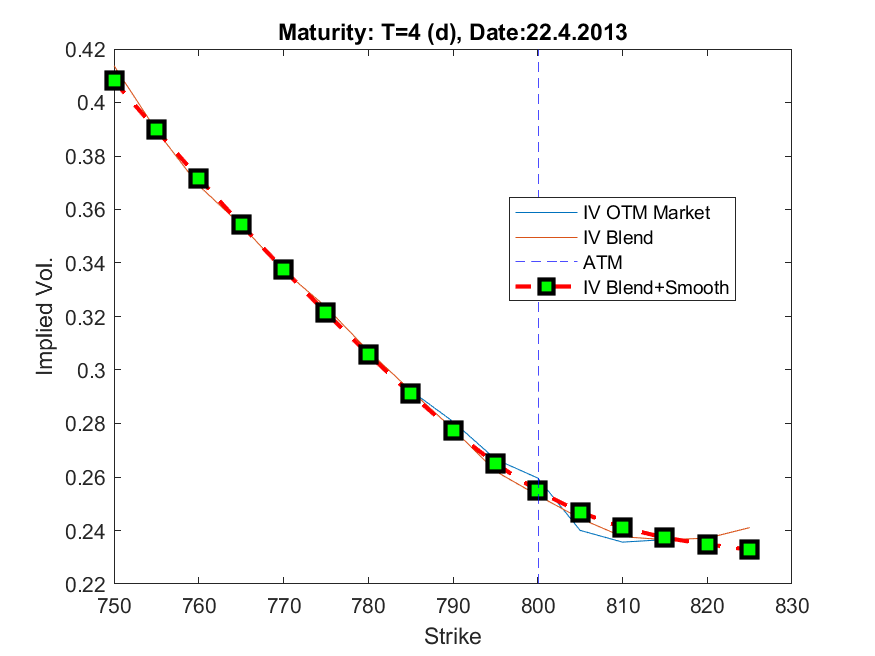 Maturity: T=4 (d), Date:22.4.2013
0.42
0.4
0.38
0.36
0.34
0.32
0.3
0.28
0.26
0.24
0.22
Implied Vol.
IV OTM Market
IV Blend
ATM
IV Blend+Smooth
750 760 770 780 790 800 810 820 830
Strike